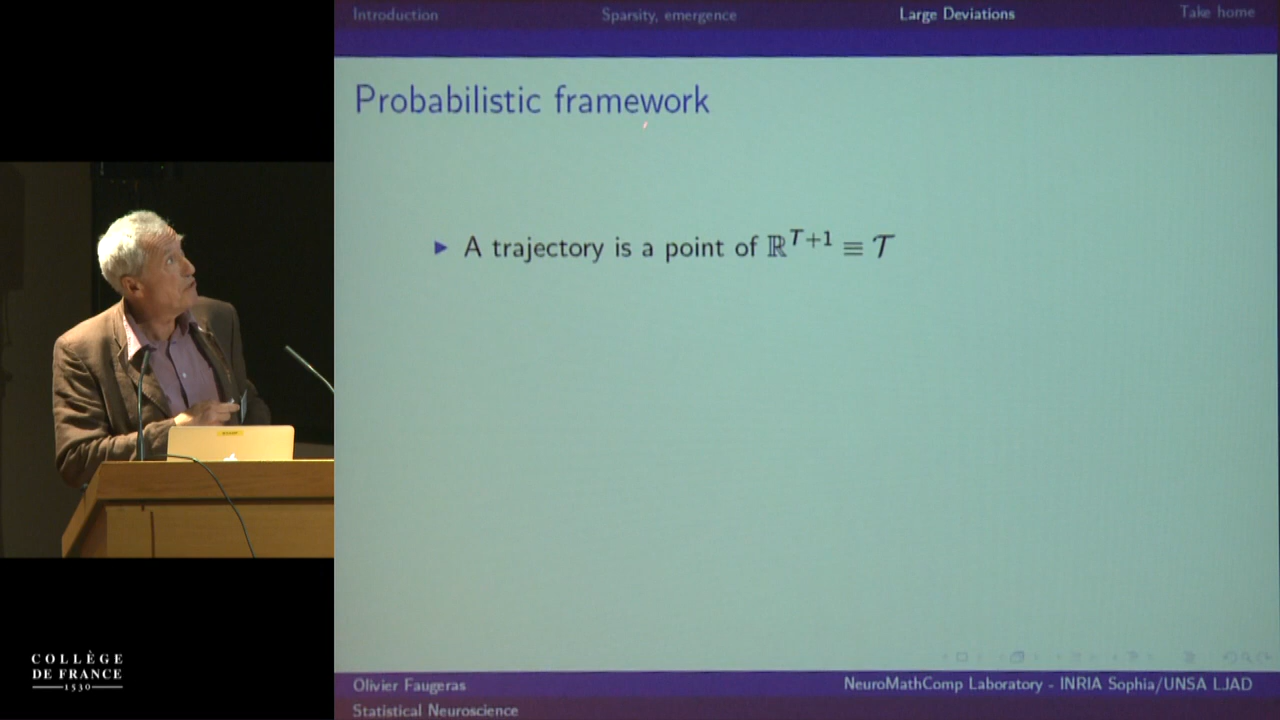 Introduction
Sparsity, emergence
Large Deviations
Take home
Probabilistic framework
▶ A trajectory is a point of ℝ^{T+1} ≡ 𝒯
COLLÈGE
DE FRANCE
1530
Olivier Faugeras
NeuroMathComp Laboratory - INRIA Sophia/UNSA LJAD
Statistical Neuroscience